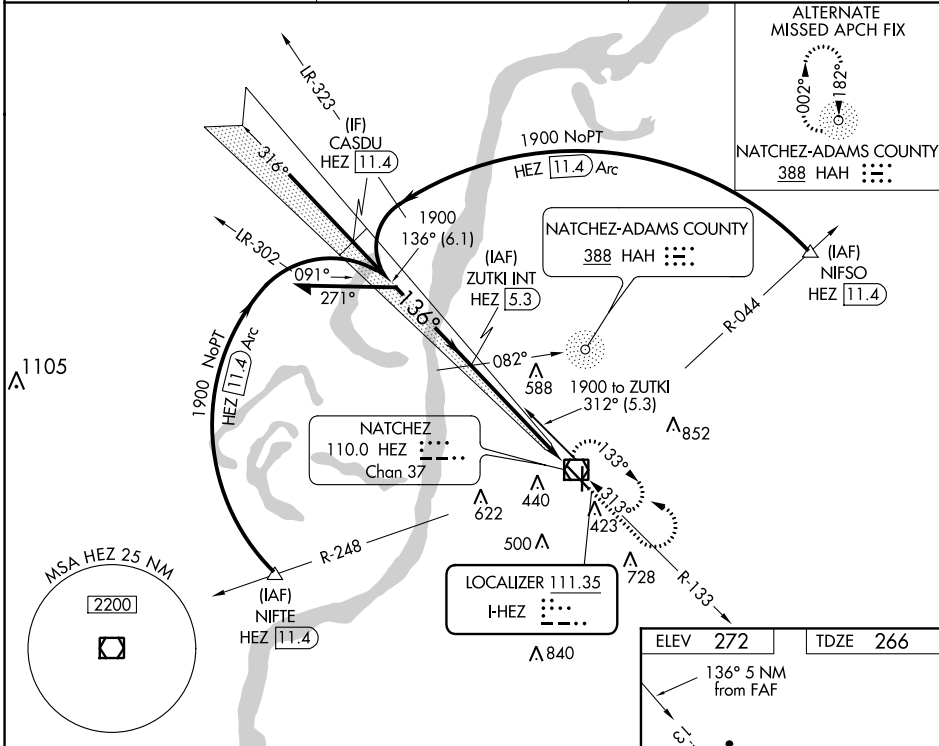 ALTERNATE
MISSED APCH FIX
002°
182°
NATCHEZ-ADAMS COUNTY
388 HAH
LR-323
(IF)
CASDU
HEZ 11.4
316°
1900 NoPT
HEZ 11.4 Arc
1900
136° (6.1)
NATCHEZ-ADAMS COUNTY
388 HAH
(IAF)
ZUTKI INT
HEZ 5.3
(IAF)
NIFSO
HEZ 11.4
R-044
LR-302
091°
271°
136°
082°
588
1900 to ZUTKI
312° (5.3)
852
1105
1900 NoPT
HEZ 11.4 Arc
NATCHEZ
110.0 HEZ
Chan 37
133°
313°
440
423
622
500
728
R-133
R-248
(IAF)
NIFTE
HEZ 11.4
LOCALIZER 111.35
I-HEZ
840
MSA HEZ 25 NM
2200
ELEV 272
TDZE 266
136° 5 NM
from FAF